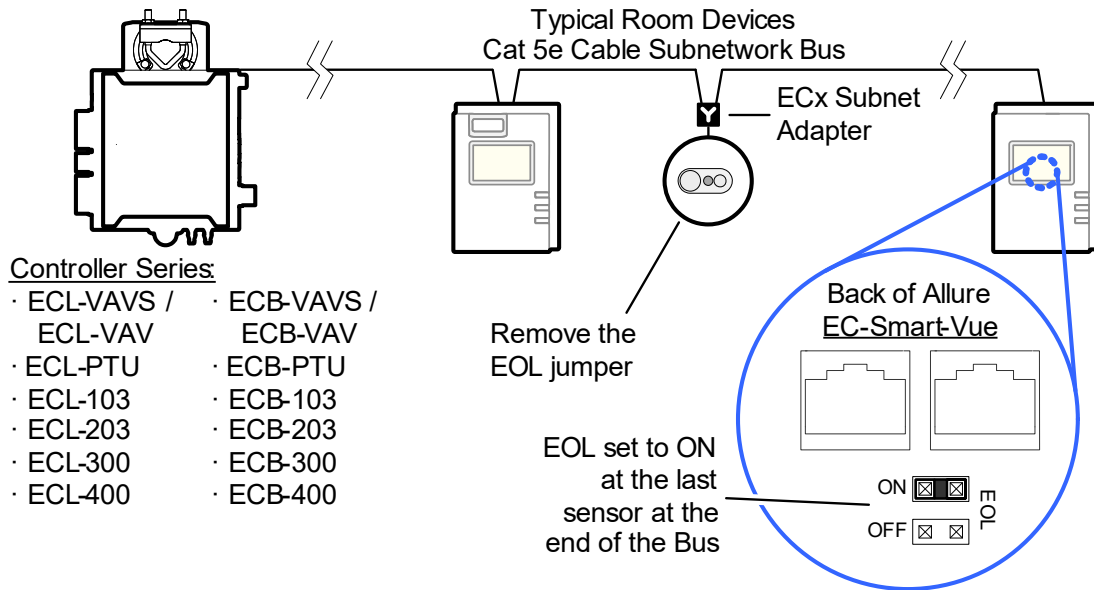 Typical Room Devices
Cat 5e Cable Subnetwork Bus
ECx Subnet
Adapter
Controller Series:
· ECL-VAVS /
ECL-VAV
· ECL-PTU
· ECL-103
· ECL-203
· ECL-300
· ECL-400
· ECB-VAVS /
ECB-VAV
· ECB-PTU
· ECB-103
· ECB-203
· ECB-300
· ECB-400
Remove the
EOL jumper
Back of Allure
EC-Smart-Vue
EOL set to ON
at the last
sensor at the
end of the Bus
ON
OFF
EOL